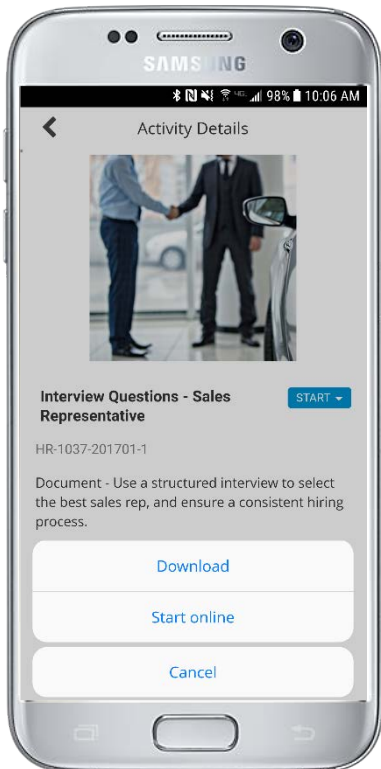 SAMSUNG
98% 10:06 AM
Activity Details
Interview Questions - Sales
Representative
START
HR-1037-201701-1
Document - Use a structured interview to select
the best sales rep, and ensure a consistent hiring
process.
Download
Start online
Cancel